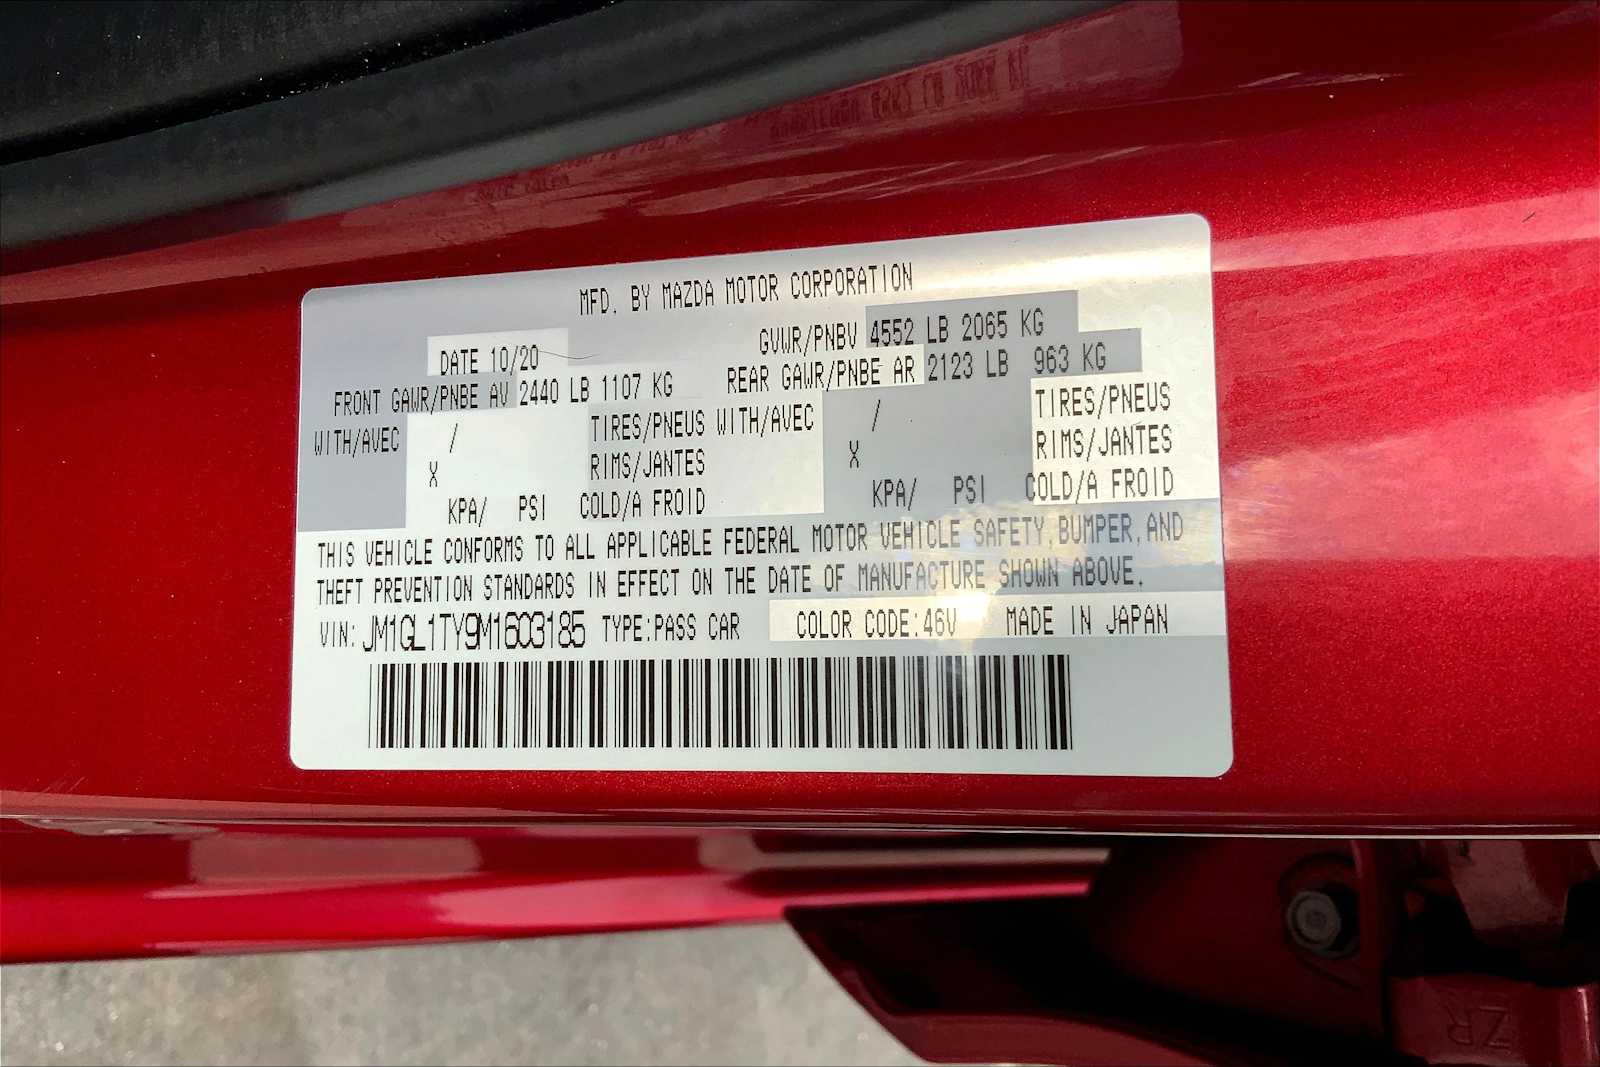 MFD. BY MAZDA MOTOR CORPORATION
DATE 10/20 GVWR/PNBV 4552 LB 2065 KG
FRONT GAWR/PNBE AV 2440 LB 1107 KG REAR GAWR/PNBE AR 2123 LB 963 KG
WITH/AVEC / TIRES/PNEUS WITH/AVEC / TIRES/PNEUS
X RIMS/JANTES X RIMS/JANTES
KPA/ PSI COLD/A FROID KPA/ PSI COLD/A FROID
THIS VEHICLE CONFORMS TO ALL APPLICABLE FEDERAL MOTOR VEHICLE SAFETY, BUMPER, AND
THEFT PREVENTION STANDARDS IN EFFECT ON THE DATE OF MANUFACTURE SHOWN ABOVE.
VIN: JM1GL1TY9M1603185 TYPE:PASS CAR COLOR CODE:46V MADE IN JAPAN
ZR